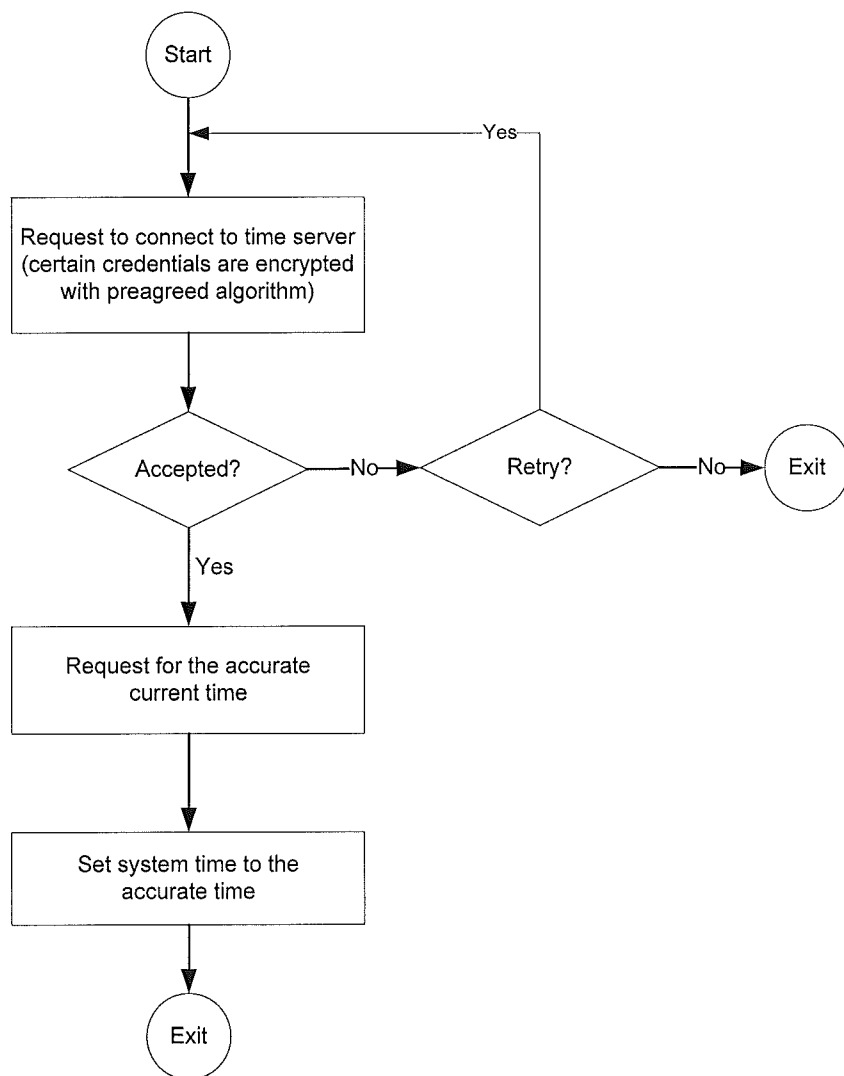 Start
Yes
Request to connect to time server
(certain credentials are encrypted
with preagreed algorithm)
Accepted?
No
Retry?
No
Exit
Yes
Request for the accurate
current time
Set system time to the
accurate time
Exit